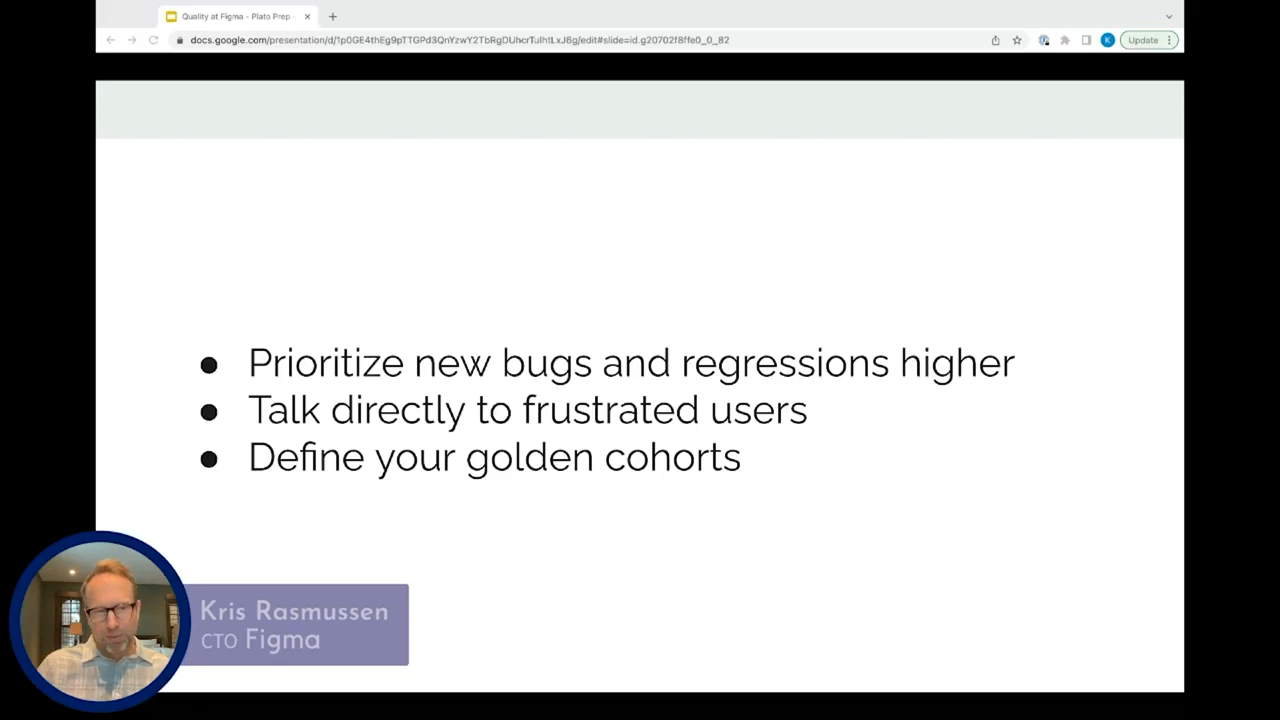 Quality at Figma - Plato Prep
docs.google.com/presentation/d/1p0GE4thEg9pTTGPd3QnYzwY2TbRgDUhcrTulhtLxJ6g/edit#slide=id.g20702f8ffe0_0_82
K
Update
● Prioritize new bugs and regressions higher
● Talk directly to frustrated users
● Define your golden cohorts
Kris Rasmussen
CTO Figma